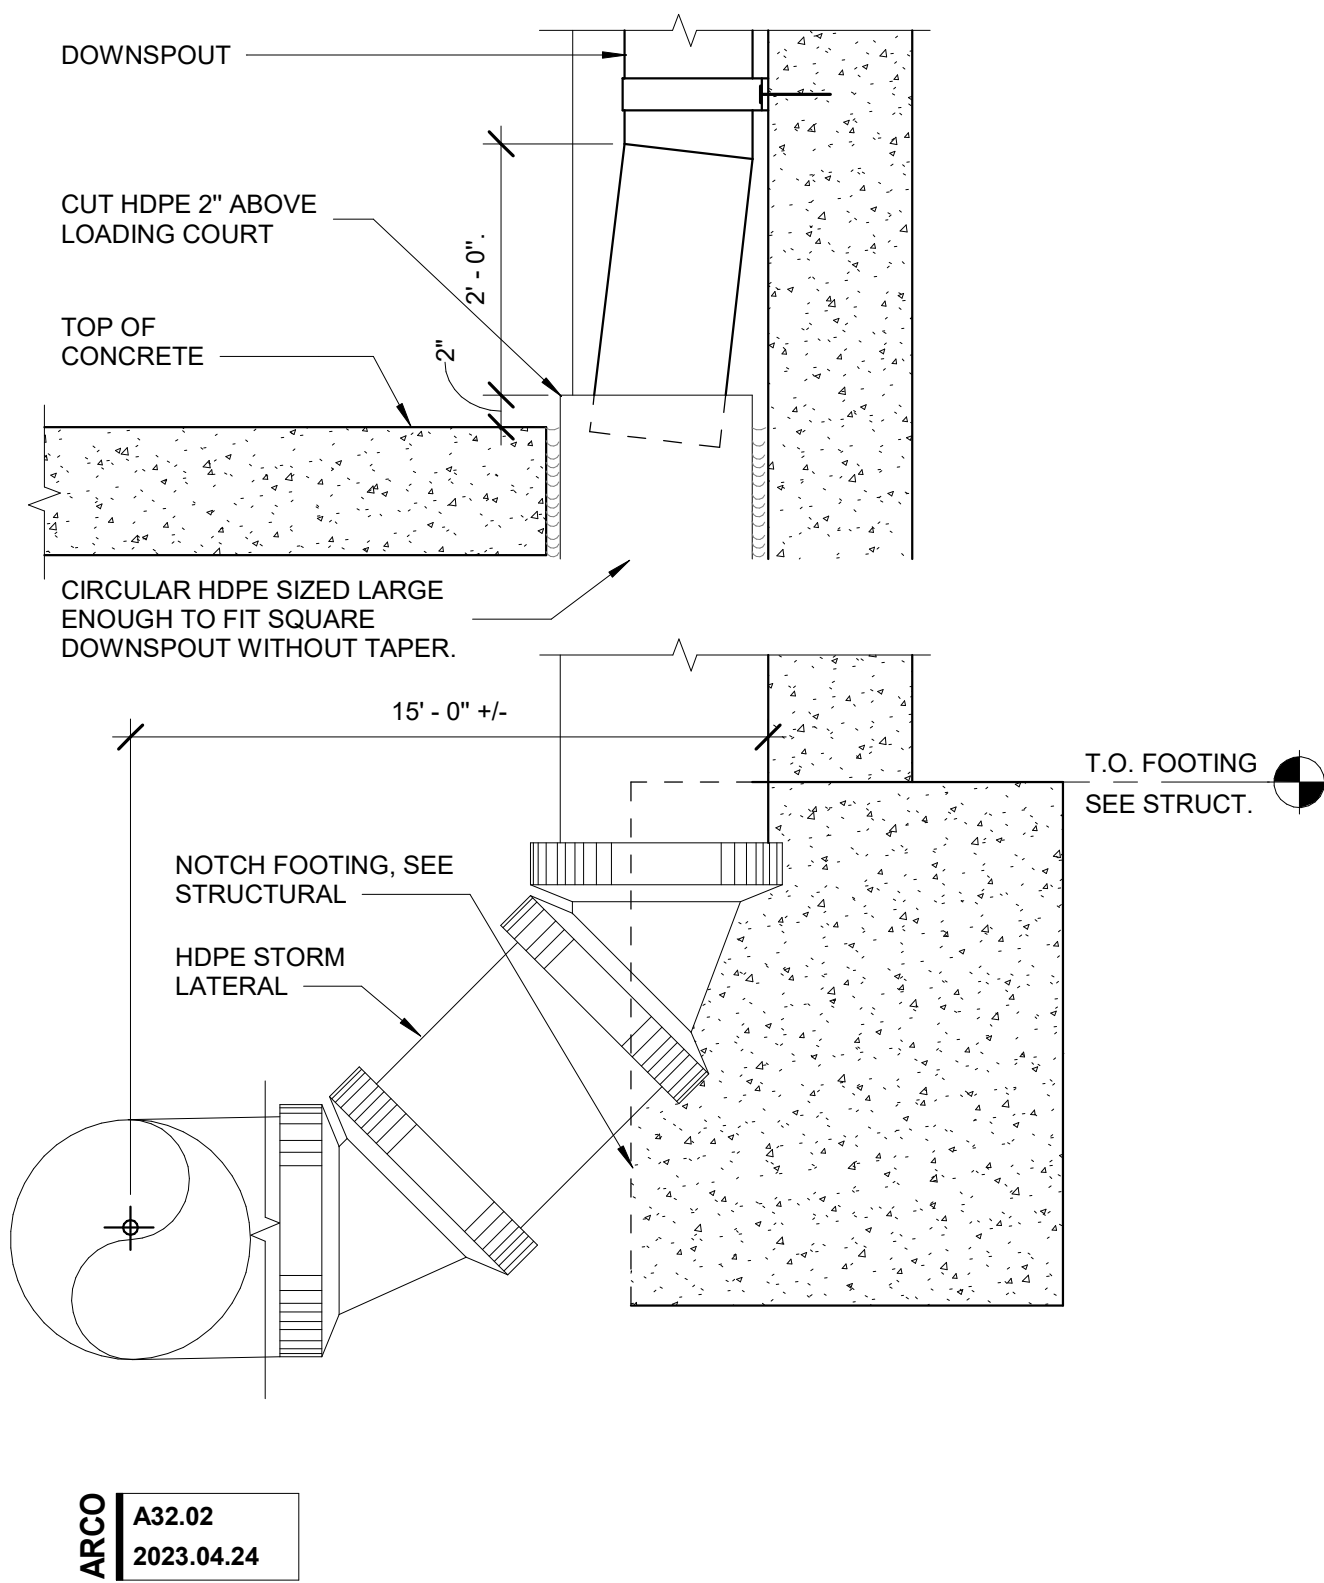 DOWNSPOUT
CUT HDPE 2" ABOVE
LOADING COURT
2' - 0".
TOP OF
CONCRETE
2"
CIRCULAR HDPE SIZED LARGE
ENOUGH TO FIT SQUARE
DOWNSPOUT WITHOUT TAPER.
15' - 0" +/-
T.O. FOOTING
SEE STRUCT.
NOTCH FOOTING, SEE
STRUCTURAL
HDPE STORM
LATERAL
ARCO
A32.02
2023.04.24